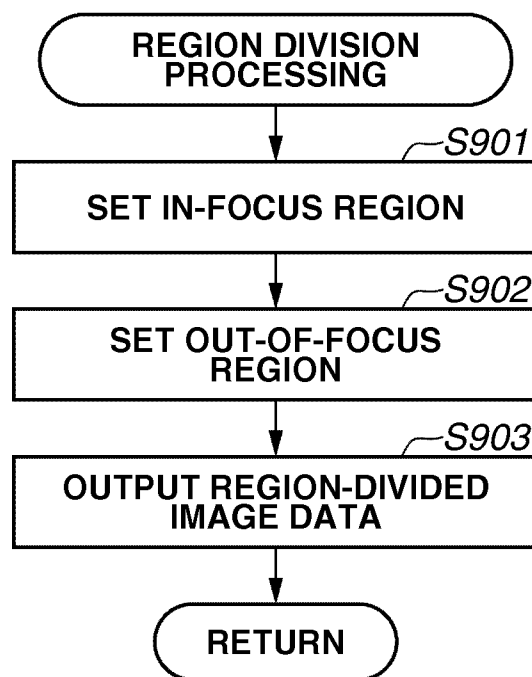 REGION DIVISION
PROCESSING
S901
SET IN-FOCUS REGION
S902
SET OUT-OF-FOCUS
REGION
S903
OUTPUT REGION-DIVIDED
IMAGE DATA
RETURN